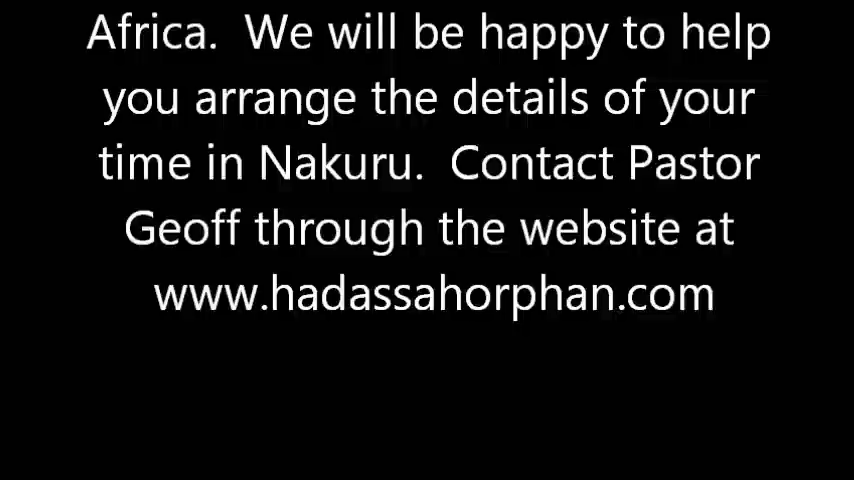 Africa.  We will be happy to help
you arrange the details of your
time in Nakuru.  Contact Pastor
Geoff through the website at
www.hadassahorphan.com